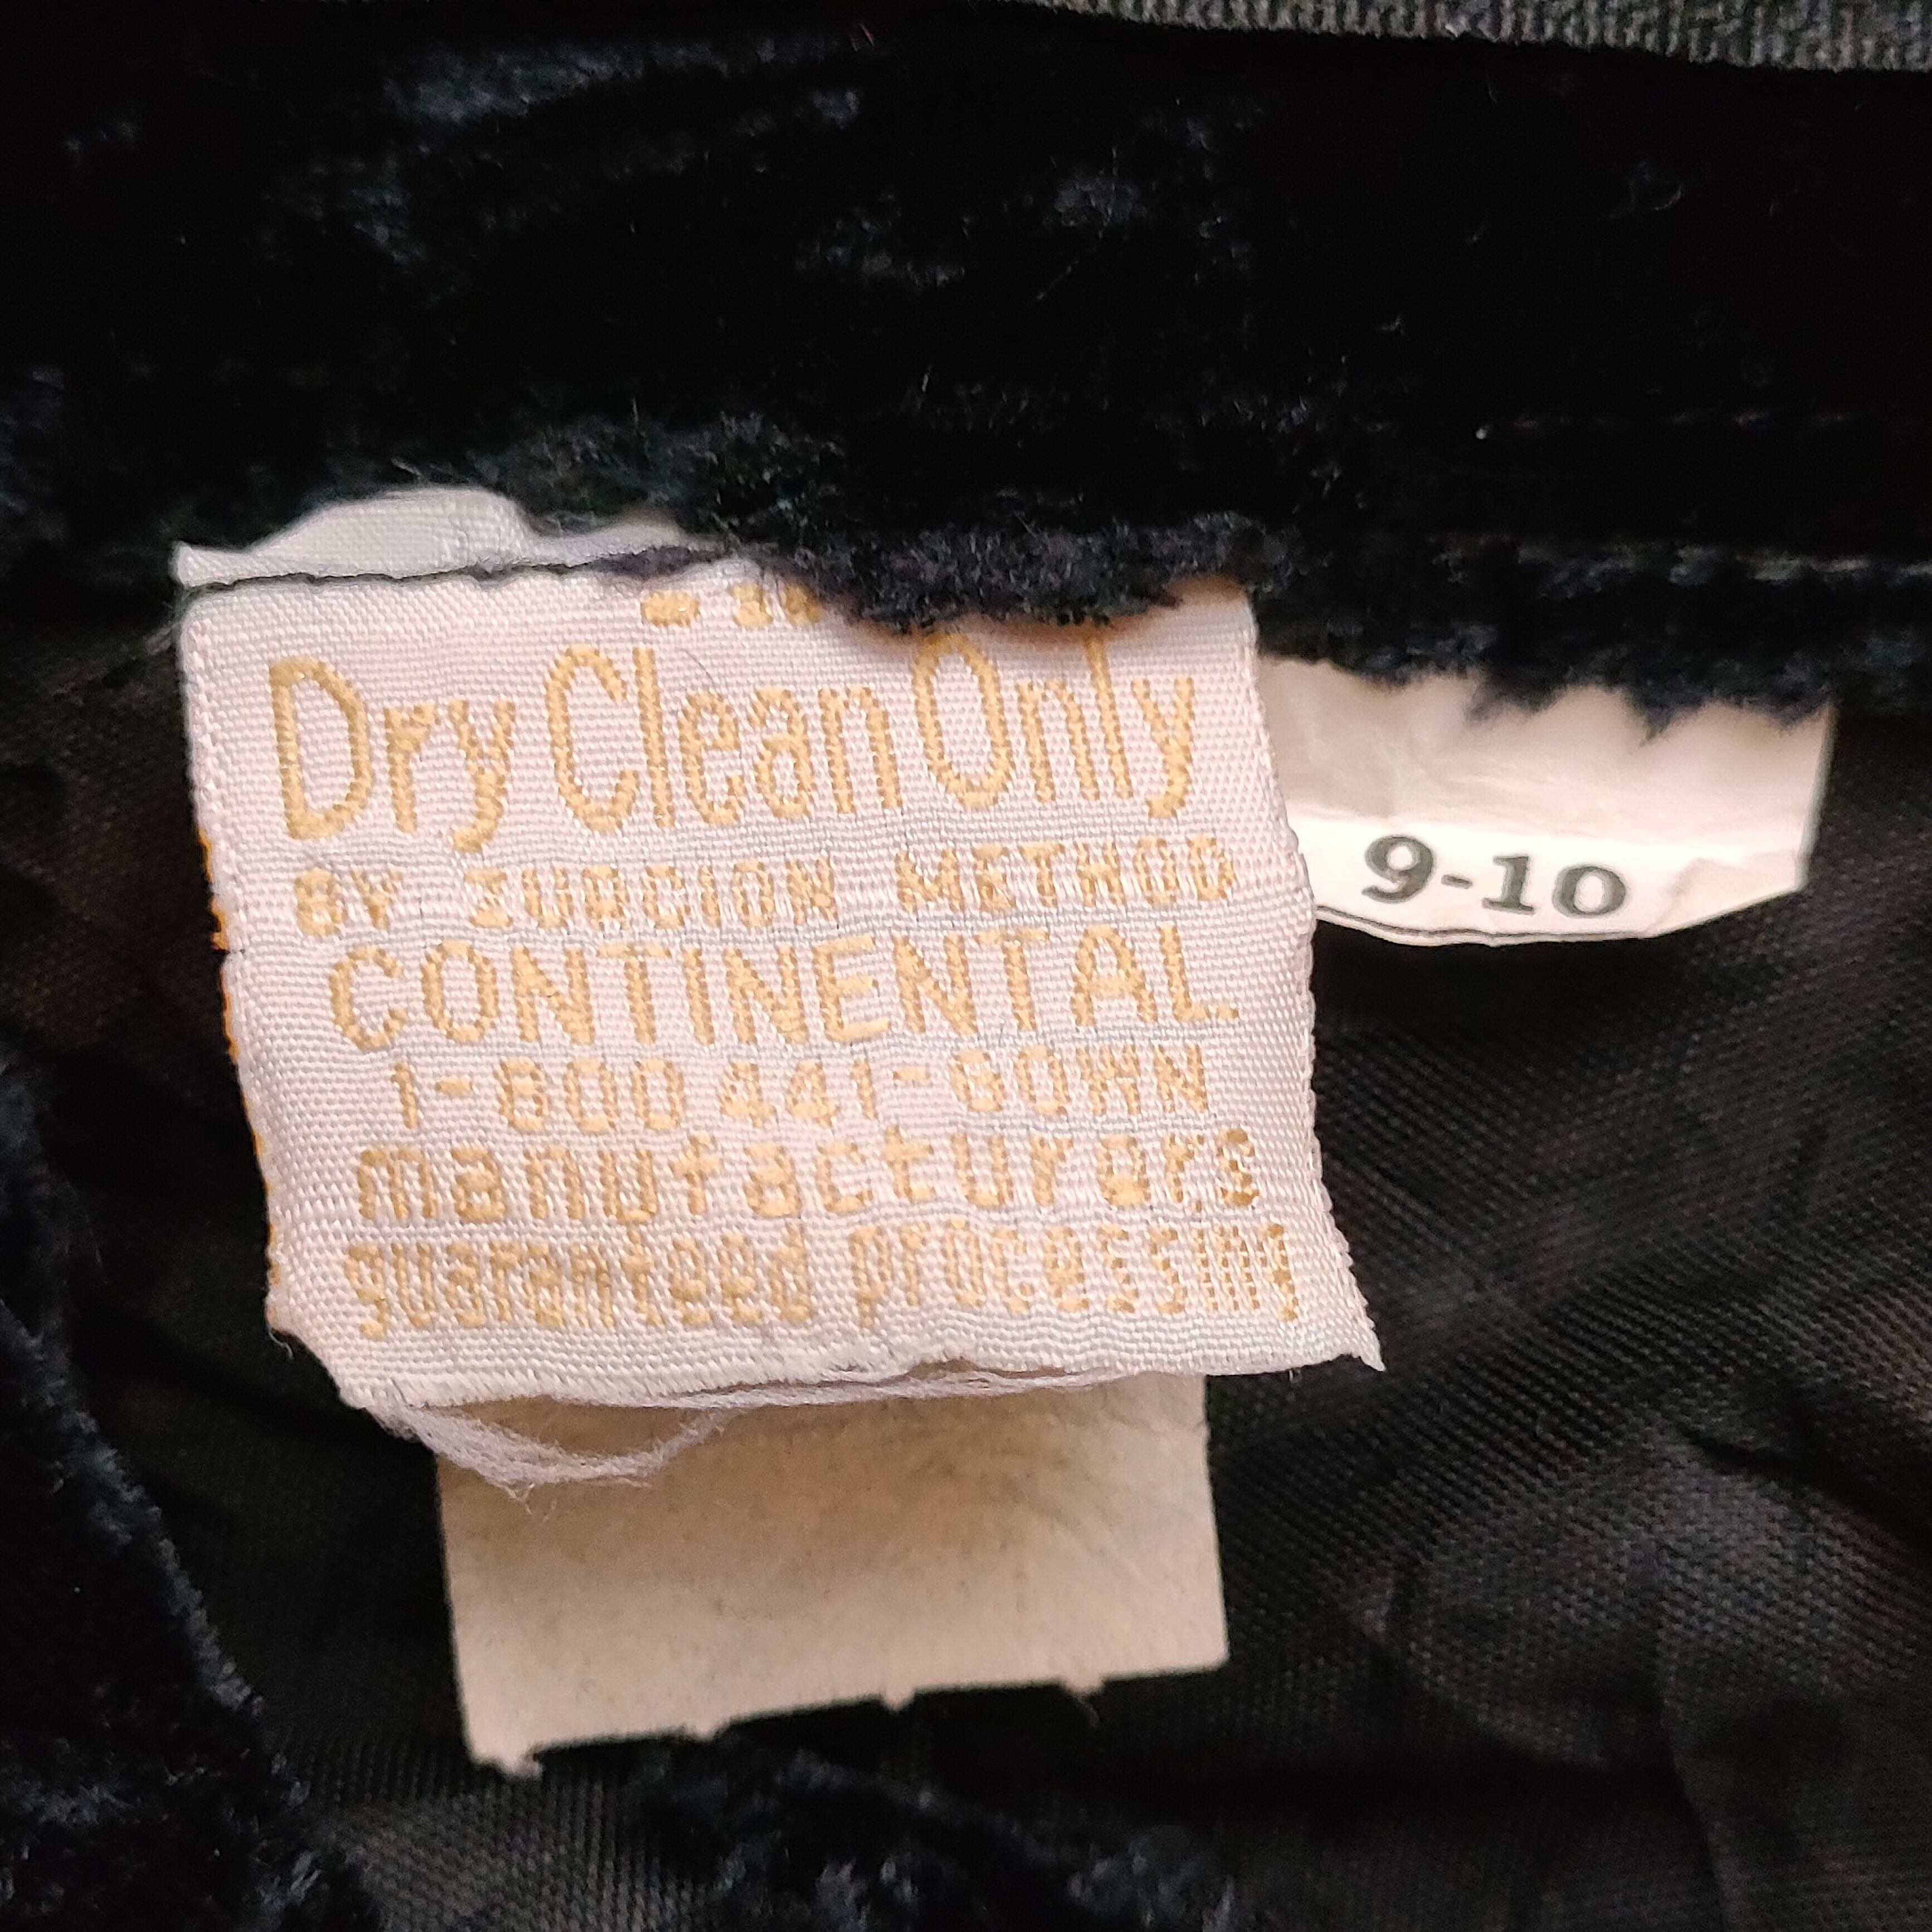 Dry Clean Only
BY ZURCION METHOD
CONTINENTAL
1-800 441-GOWN
manufacturers
guaranteed processing
9-10